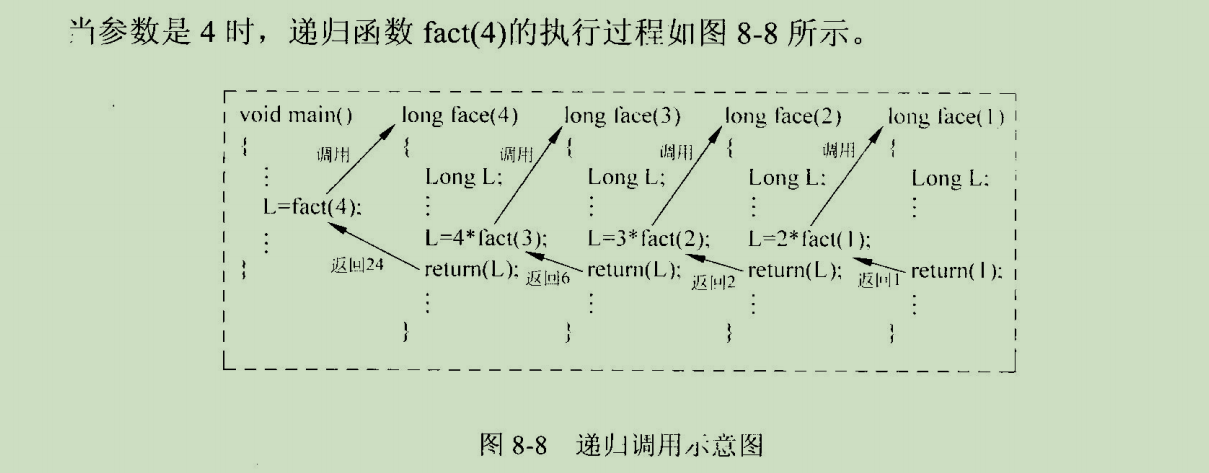 当参数是 4 时，递归函数 fact(4)的执行过程如图 8-8 所示。
void main() long face(4) long face(3) long face(2) long face(1)
{ 调用 { 调用 { 调用 { 调用 {
⋮ Long L; Long L; Long L; Long L;
L=fact(4); ⋮ ⋮ ⋮ ⋮
⋮ L=4*fact(3); L=3*fact(2); L=2*fact(1);
} 返回24 return(L); 返回6 return(L); 返回2 return(L); 返回1 return(1);
⋮ ⋮ ⋮ ⋮
} } } }
图 8-8 递归调用示意图